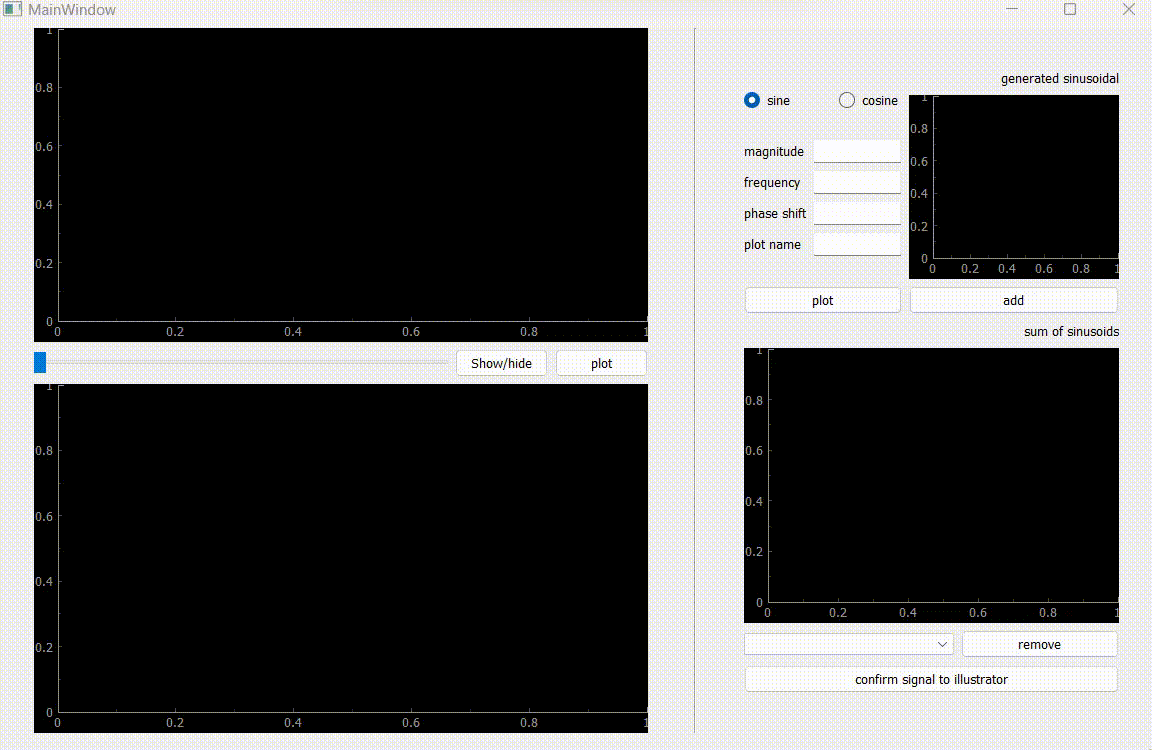 MainWindow
1
0.8
0.6
0.4
0.2
0
0 0.2 0.4 0.6 0.8 1
Show/hide plot
1
0.8
0.6
0.4
0.2
0
0 0.2 0.4 0.6 0.8 1
generated sinusoidal
sine cosine
magnitude
frequency
phase shift
plot name
1
0.8
0.6
0.4
0.2
0
0 0.2 0.4 0.6 0.8 1
plot add
sum of sinusoids
1
0.8
0.6
0.4
0.2
0
0 0.2 0.4 0.6 0.8 1
remove
confirm signal to illustrator